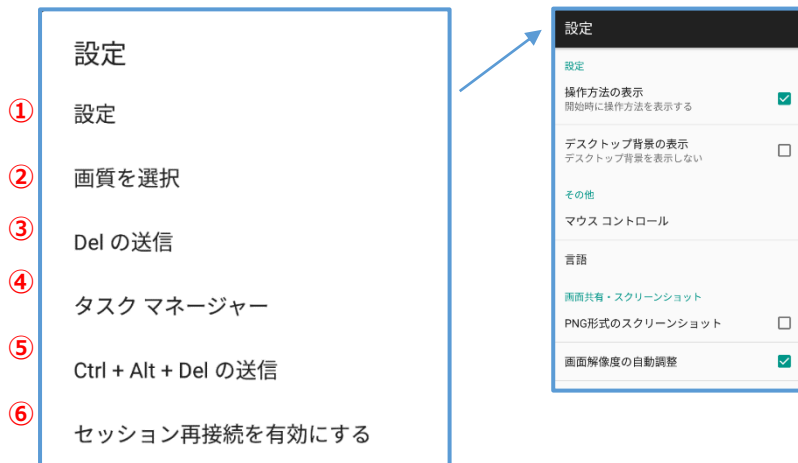 設定
① 設定
② 画質を選択
③ Del の送信
④ タスク マネージャー
⑤ Ctrl + Alt + Del の送信
⑥ セッション再接続を有効にする
設定
設定
操作方法の表示
開始時に操作方法を表示する
デスクトップ背景の表示
デスクトップ背景を表示しない
その他
マウス コントロール
言語
画面共有・スクリーンショット
PNG形式のスクリーンショット
画面解像度の自動調整